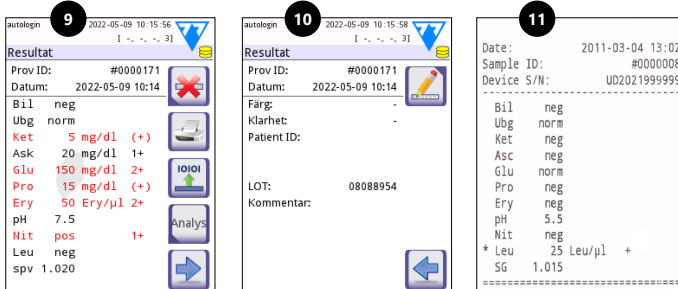 9
autologin 2022-05-09 10:15:56
[ -, -, -, 3]
Resultat
Prov ID: #0000171
Datum: 2022-05-09 10:14
Bil neg
Ubg norm
Ket 5 mg/dl (+)
Ask 20 mg/dl 1+
Glu 150 mg/dl 2+
Pro 15 mg/dl (+)
Ery 50 Ery/µl 2+
pH 7.5
Nit pos 1+
Leu neg
spv 1.020
IOIOI
Analys
10
autologin 2022-05-09 10:15:58
[ -, -, -, 3]
Resultat
Prov ID: #0000171
Datum: 2022-05-09 10:14
Färg: -
Klarhet: -
Patient ID:
LOT: 08088954
Kommentar:
11
Date: 2011-03-04 13:02
Sample ID: #0000008
Device S/N: UD2021999999
Bil neg
Ubg norm
Ket neg
Asc neg
Glu norm
Pro neg
Ery neg
pH 5.5
Nit neg
* Leu 25 Leu/µl +
SG 1.015